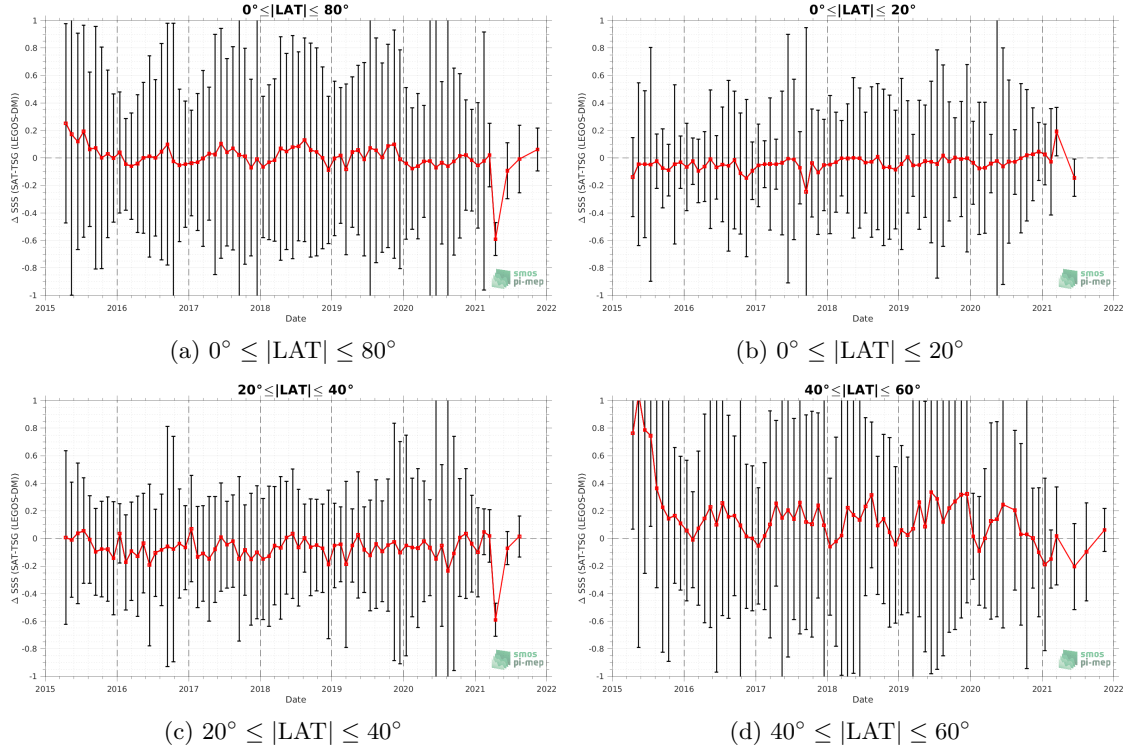 0°≤|LAT|≤ 80°
Δ SSS (SAT-TSG (LEGOS-DM))
1
0.8
0.6
0.4
0.2
0
-0.2
-0.4
-0.6
-0.8
-1
2015 2016 2017 2018 2019 2020 2021 2022
Date
smos
pi-mep
(a) 0° ≤ |LAT| ≤ 80°
0°≤|LAT|≤ 20°
Δ SSS (SAT-TSG (LEGOS-DM))
1
0.8
0.6
0.4
0.2
0
-0.2
-0.4
-0.6
-0.8
-1
2015 2016 2017 2018 2019 2020 2021 2022
Date
smos
pi-mep
(b) 0° ≤ |LAT| ≤ 20°
20°≤|LAT|≤ 40°
Δ SSS (SAT-TSG (LEGOS-DM))
1
0.8
0.6
0.4
0.2
0
-0.2
-0.4
-0.6
-0.8
-1
2015 2016 2017 2018 2019 2020 2021 2022
Date
smos
pi-mep
(c) 20° ≤ |LAT| ≤ 40°
40°≤|LAT|≤ 60°
Δ SSS (SAT-TSG (LEGOS-DM))
1
0.8
0.6
0.4
0.2
0
-0.2
-0.4
-0.6
-0.8
-1
2015 2016 2017 2018 2019 2020 2021 2022
Date
smos
pi-mep
(d) 40° ≤ |LAT| ≤ 60°